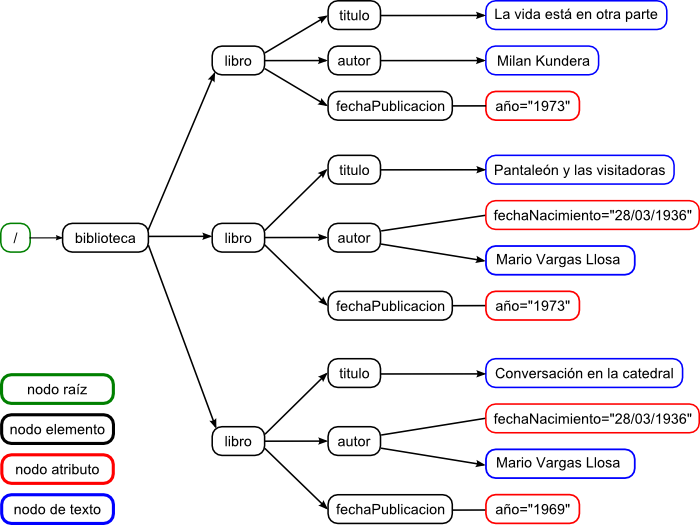 titulo
La vida está en otra parte
libro
autor
Milan Kundera
fechaPublicacion
año="1973"
titulo
Pantaleón y las visitadoras
/
biblioteca
libro
autor
fechaNacimiento="28/03/1936"
Mario Vargas Llosa
fechaPublicacion
año="1973"
titulo
Conversación en la catedral
libro
autor
fechaNacimiento="28/03/1936"
Mario Vargas Llosa
fechaPublicacion
año="1969"
nodo raíz
nodo elemento
nodo atributo
nodo de texto